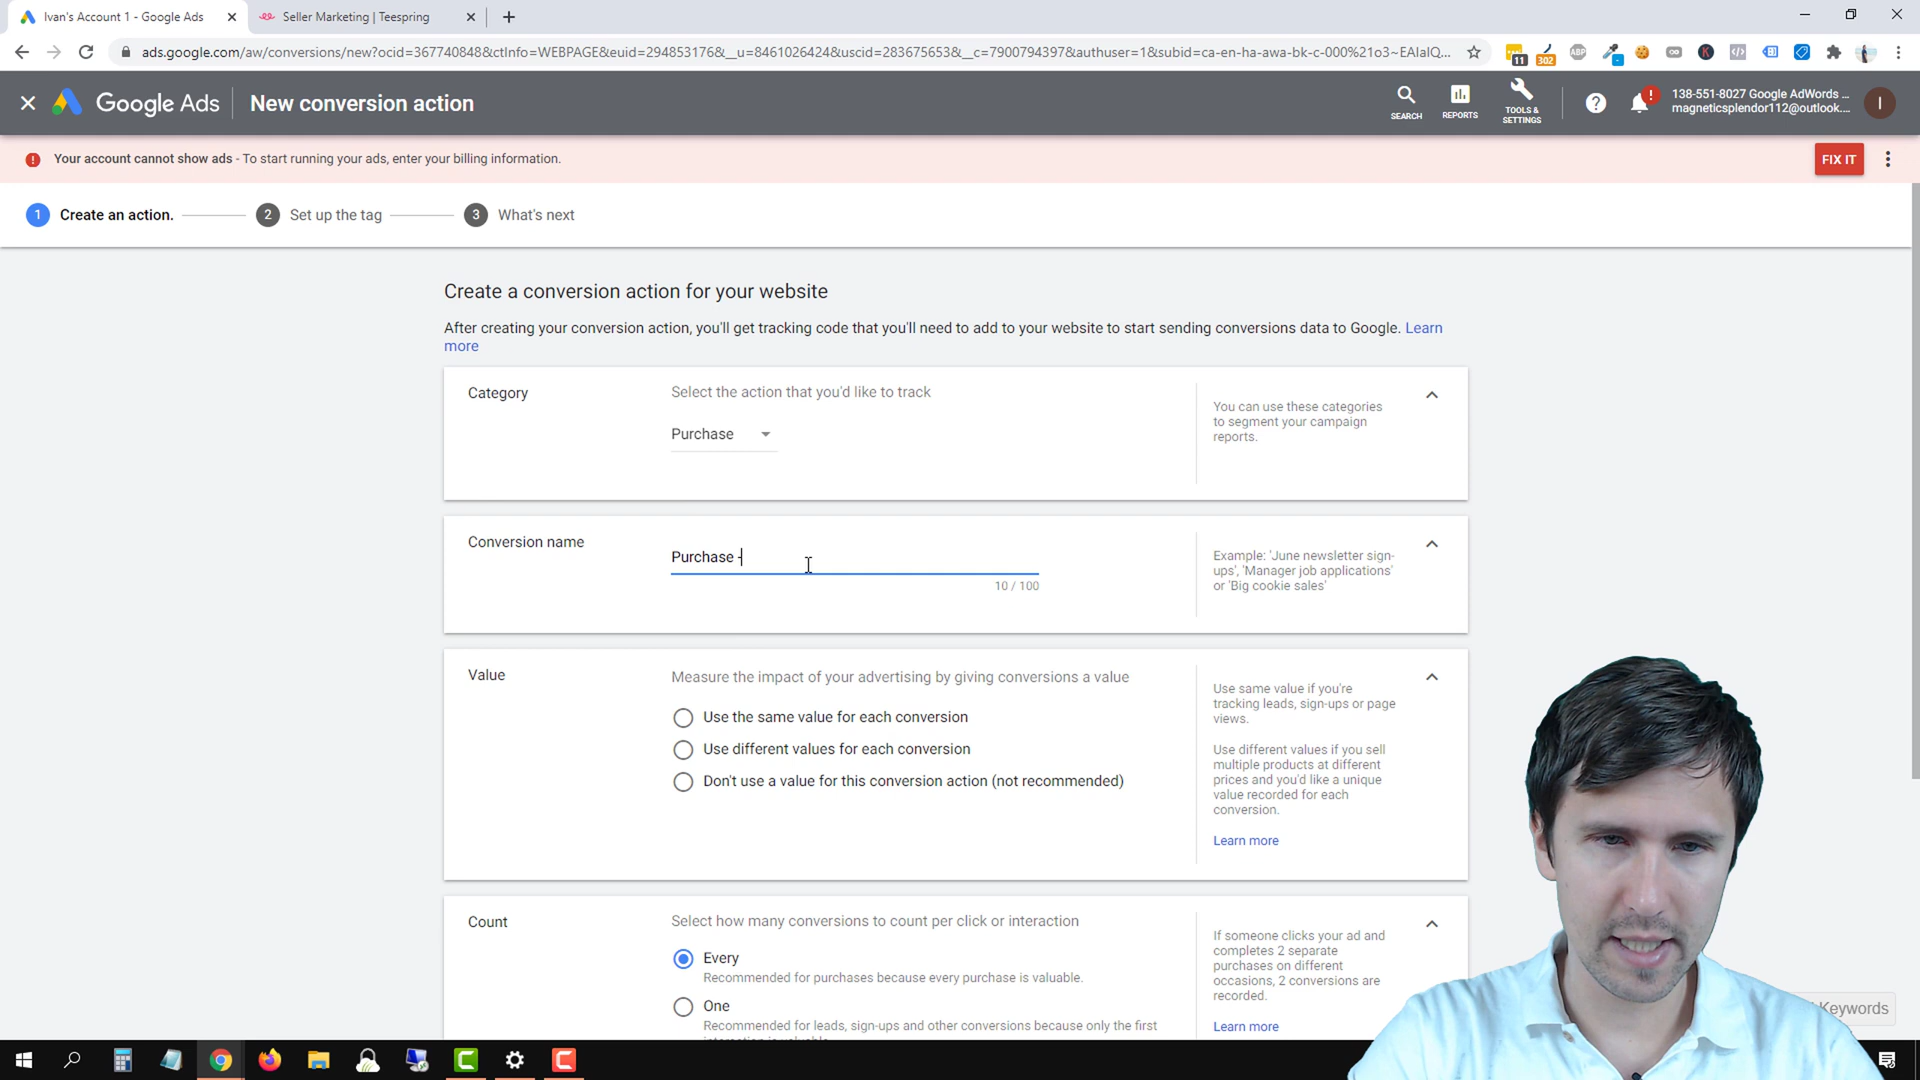 Ivan's Account 1 - Google Ads
Seller Marketing | Teespring
ads.google.com/aw/conversions/new?ocid=367740848&ctInfo=WEBPAGE&euid=294853176&__u=8461026424&uscid=283675653&__c=7900794397&authuser=1&subid=ca-en-ha-awa-bk-c-000%21o3~EAIaIQ...
11
302
ABP
Google Ads
New conversion action
SEARCH
REPORTS
TOOLS &
SETTINGS
138-551-8027 Google AdWords ...
magneticsplendor112@outlook....
I
Your account cannot show ads - To start running your ads, enter your billing information.
FIX IT
1 Create an action.
2 Set up the tag
3 What's next
Create a conversion action for your website
After creating your conversion action, you'll get tracking code that you'll need to add to your website to start sending conversions data to Google. Learn
more
Category
Select the action that you'd like to track
Purchase
You can use these categories
to segment your campaign
reports.
Conversion name
Purchase -
10 / 100
Example: 'June newsletter sign-
ups', 'Manager job applications'
or 'Big cookie sales'
Value
Measure the impact of your advertising by giving conversions a value
Use the same value for each conversion
Use different values for each conversion
Don't use a value for this conversion action (not recommended)
Use same value if you're
tracking leads, sign-ups or page
views.
Use different values if you sell
multiple products at different
prices and you'd like a unique
value recorded for each
conversion.
Learn more
Count
Select how many conversions to count per click or interaction
Every
Recommended for purchases because every purchase is valuable.
One
Recommended for leads, sign-ups and other conversions because only the first
interaction is valuable
If someone clicks your ad and
completes 2 separate
purchases on different
occasions, 2 conversions are
recorded.
Learn more
Keywords